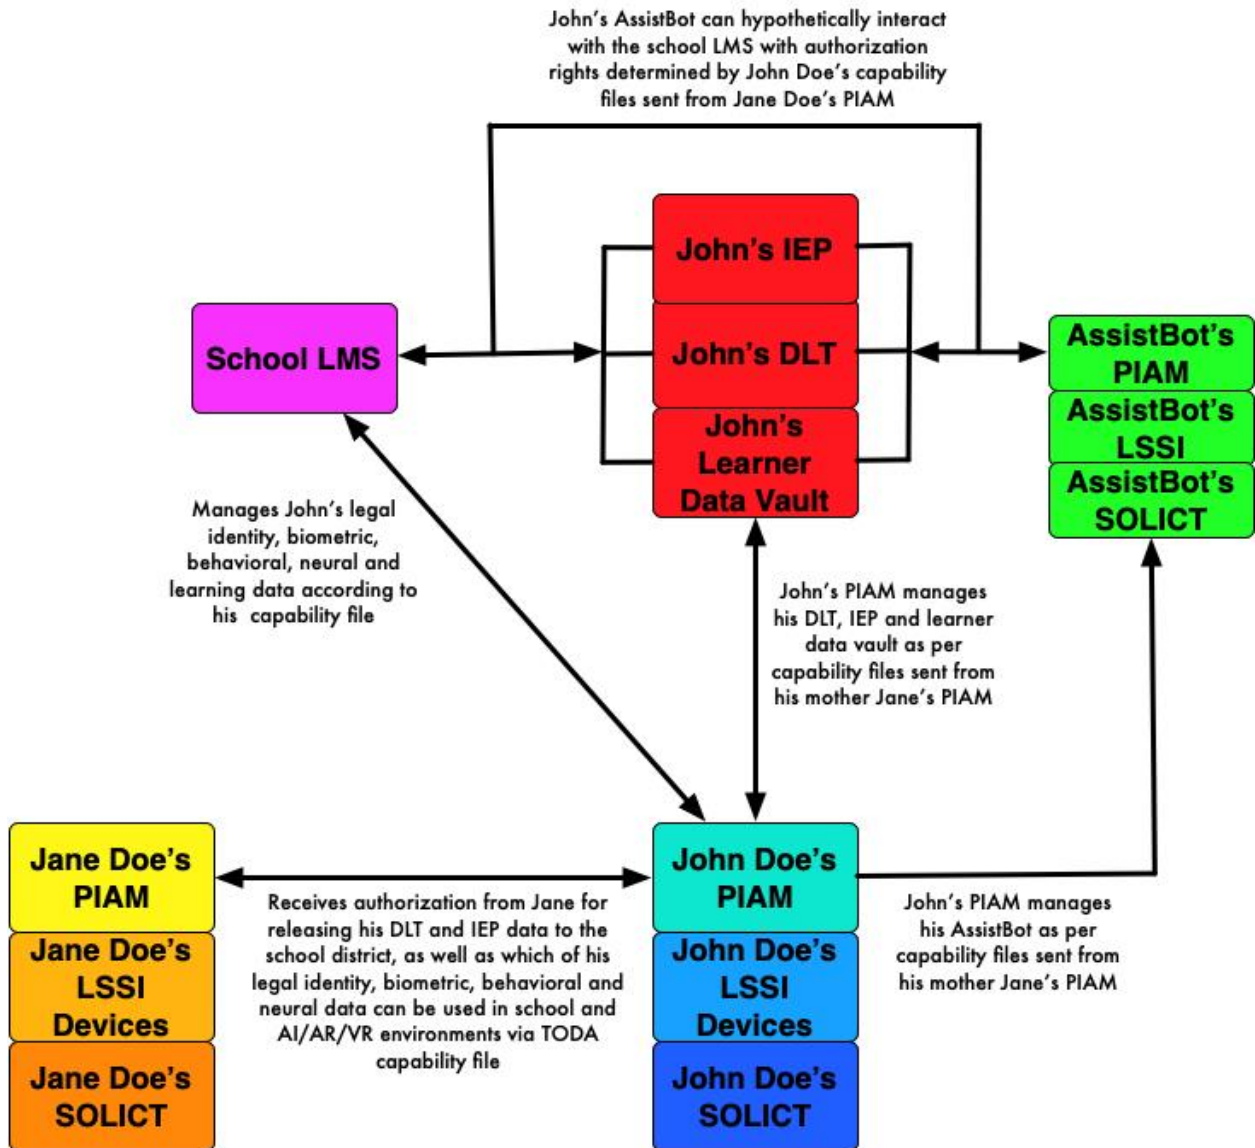 John's AssistBot can hypothetically interact
with the school LMS with authorization
rights determined by John Doe's capability
files sent from Jane Doe's PIAM
John's IEP
School LMS
John's DLT
John's
Learner
Data Vault
AssistBot's
PIAM
AssistBot's
LSSI
AssistBot's
SOLICT
Manages John's legal
identity, biometric,
behavioral, neural and
learning data according to
his capability file
John's PIAM manages
his DLT, IEP and learner
data vault as per
capability files sent from
his mother Jane's PIAM
Jane Doe's
PIAM
Jane Doe's
LSSI
Devices
Jane Doe's
SOLICT
Receives authorization from Jane for
releasing his DLT and IEP data to the
school district, as well as which of his
legal identity, biometric, behavioral and
neural data can be used in school and
AI/AR/VR environments via TODA
capability file
John Doe's
PIAM
John Doe's
LSSI
Devices
John Doe's
SOLICT
John's PIAM manages
his AssistBot as per
capability files sent from
his mother Jane's PIAM